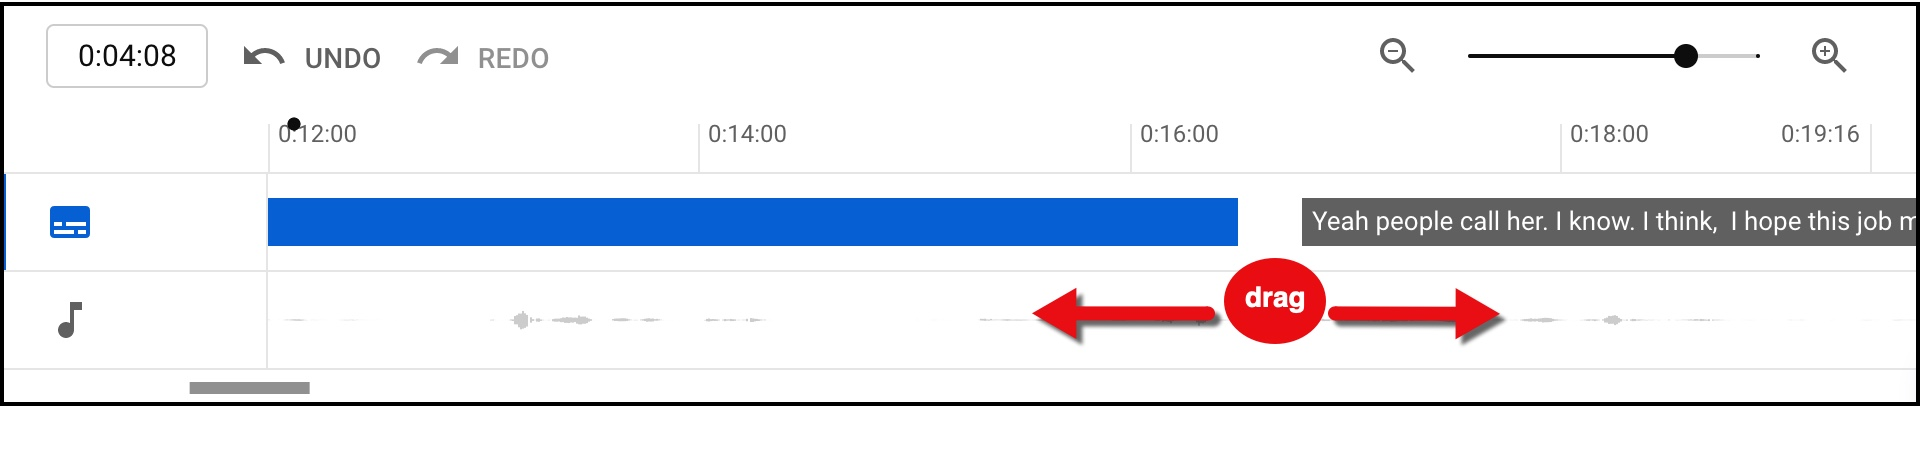 0:04:08 UNDO REDO
0:12:00 0:14:00 0:16:00 0:18:00 0:19:16
Yeah people call her. I know. I think, I hope this job m
drag